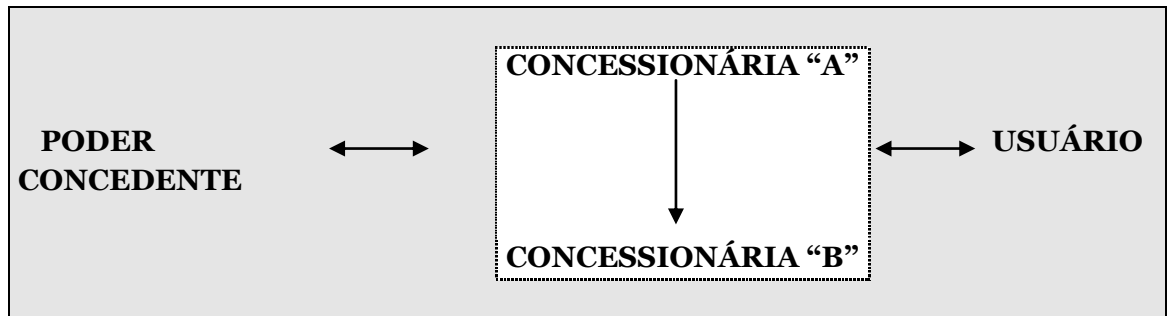 CONCESSIONÁRIA “A”
PODER
CONCEDENTE
USUÁRIO
CONCESSIONÁRIA “B”